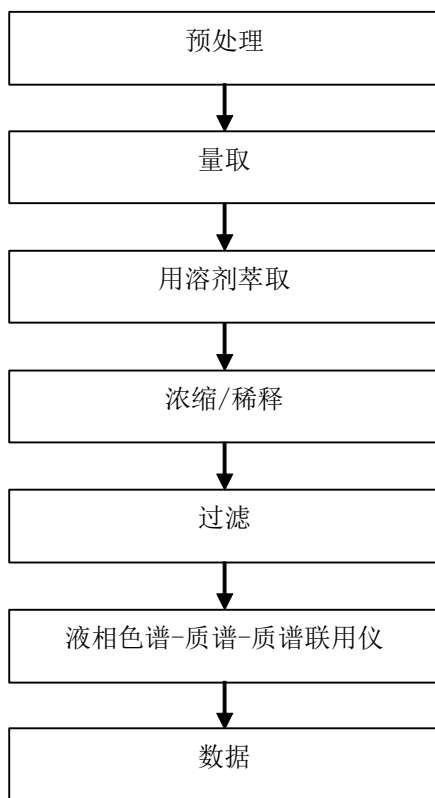 预处理
量取
用溶剂萃取
浓缩/稀释
过滤
液相色谱-质谱-质谱联用仪
数据